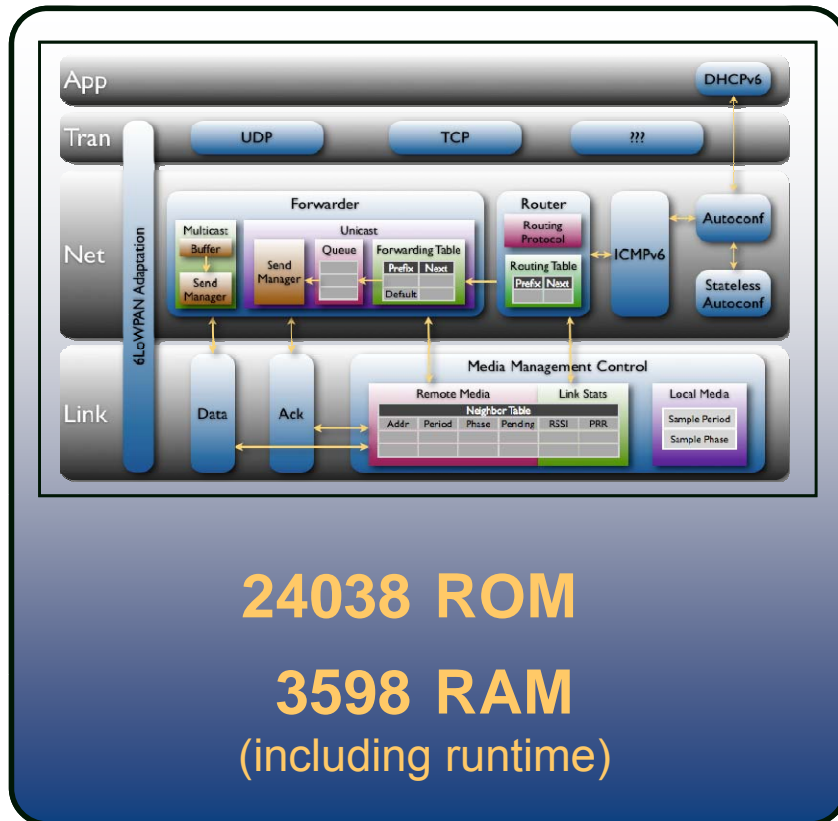 App
DHCPv6
Tran
UDP
TCP
???
Net
6LoWPAN Adaptation
Forwarder
Multicast
Buffer
Send
Manager
Unicast
Send
Manager
Queue
Forwarding Table
Prefix Next
Default
Router
Routing
Protocol
Routing Table
Prefix Next
ICMPv6
Autoconf
Stateless
Autoconf
Link
Data
Ack
Media Management Control
Remote Media
Link Stats
Neighbor Table
Addr Period Phase Pending RSSI PRR
Local Media
Sample Period
Sample Phase
24038 ROM
3598 RAM
(including runtime)